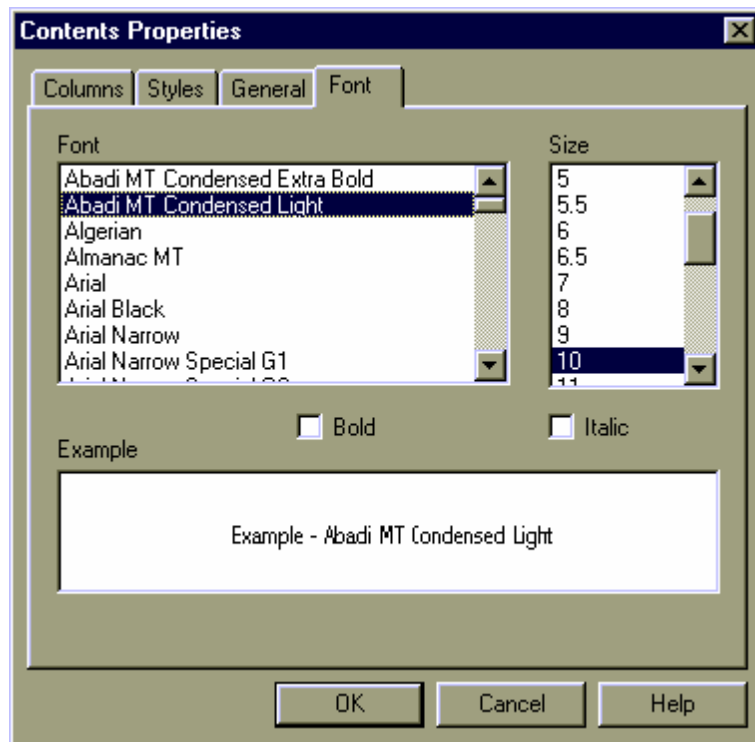 Contents Properties
Columns Styles General Font
Font
Abadi MT Condensed Extra Bold
Abadi MT Condensed Light
Algerian
Almanac MT
Arial
Arial Black
Arial Narrow
Arial Narrow Special G1
Size
5
5.5
6
6.5
7
8
9
10
11
Bold Italic
Example
Example - Abadi MT Condensed Light
OK Cancel Help